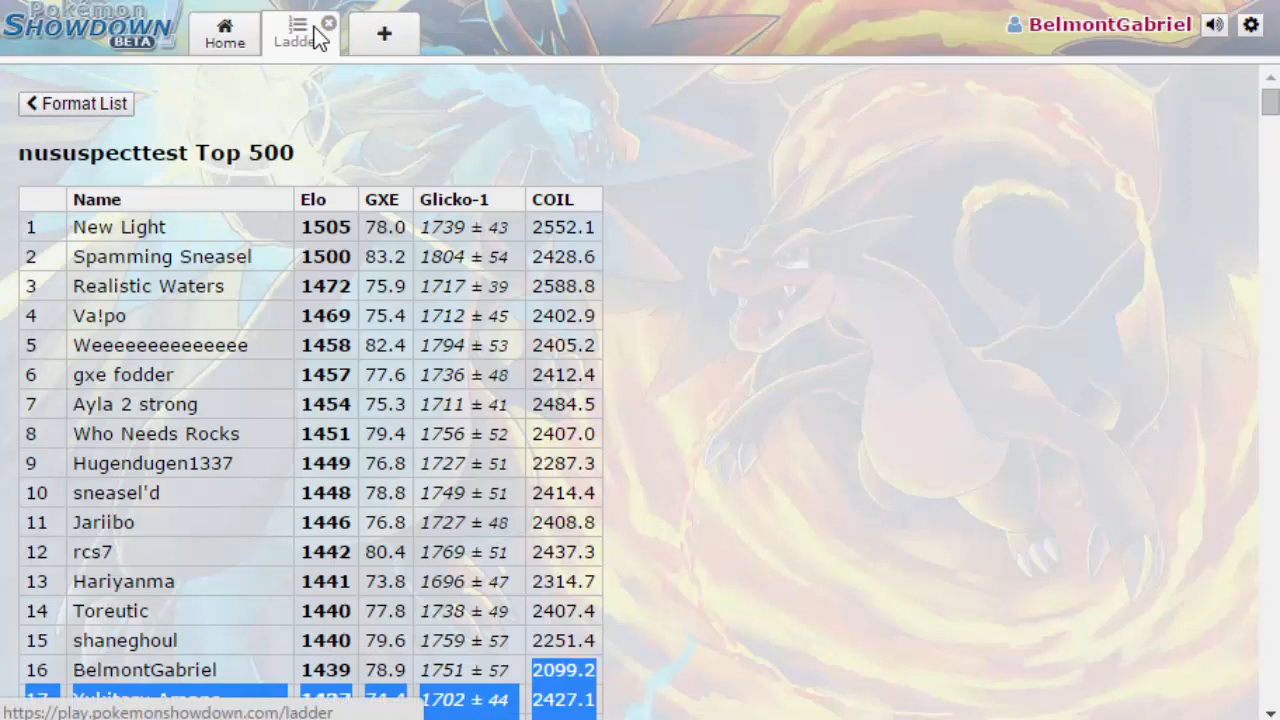 Pokémon
SHOWDOWN
BETA
Home
Ladder
+
BelmontGabriel
Format List
nususpecttest Top 500
Name Elo GXE Glicko-1 COIL
1 New Light 1505 78.0 1739 ± 43 2552.1
2 Spamming Sneasel 1500 83.2 1804 ± 54 2428.6
3 Realistic Waters 1472 75.9 1717 ± 39 2588.8
4 Va!po 1469 75.4 1712 ± 45 2402.9
5 Weeeeeeeeeeeeee 1458 82.4 1794 ± 53 2405.2
6 gxe fodder 1457 77.6 1736 ± 48 2412.4
7 Ayla 2 strong 1454 75.3 1711 ± 41 2484.5
8 Who Needs Rocks 1451 79.4 1756 ± 52 2407.0
9 Hugendugen1337 1449 76.8 1727 ± 51 2287.3
10 sneasel'd 1448 78.8 1749 ± 51 2414.4
11 Jariibo 1446 76.8 1727 ± 48 2408.8
12 rcs7 1442 80.4 1769 ± 51 2437.3
13 Hariyanma 1441 73.8 1696 ± 47 2314.7
14 Toreutic 1440 77.8 1738 ± 49 2407.4
15 shaneghoul 1440 79.6 1759 ± 57 2251.4
16 BelmontGabriel 1439 78.9 1751 ± 57 2099.2
17 1437 74.4 1702 ± 44 2427.1
https://play.pokemonshowdown.com/ladder